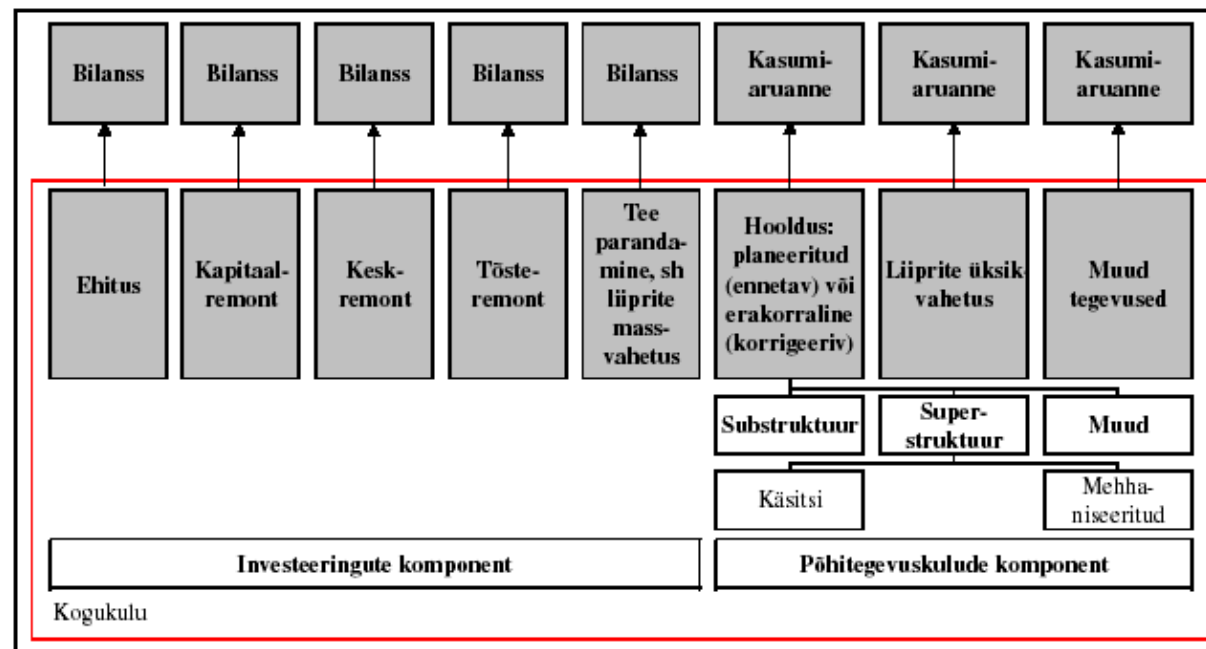 Bilanss
Bilanss
Bilanss
Bilanss
Bilanss
Kasumi-
aruanne
Kasumi-
aruanne
Kasumi-
aruanne
Ehitus
Kapitaal-
remont
Kesk-
remont
Tõste-
remont
Tee
paranda-
mine, sh
liiprite
mass-
vahetus
Hooldus:
planeeritud
(ennetav) või
erakorraline
(korrigeeriv)
Liiprite üksik-
vahetus
Muud
tegevused
Substruktuur
Super-
struktuur
Muud
Käsitsi
Mehha-
niseeritud
Investeeringute komponent
Põhitegevuskulude komponent
Kogukulu